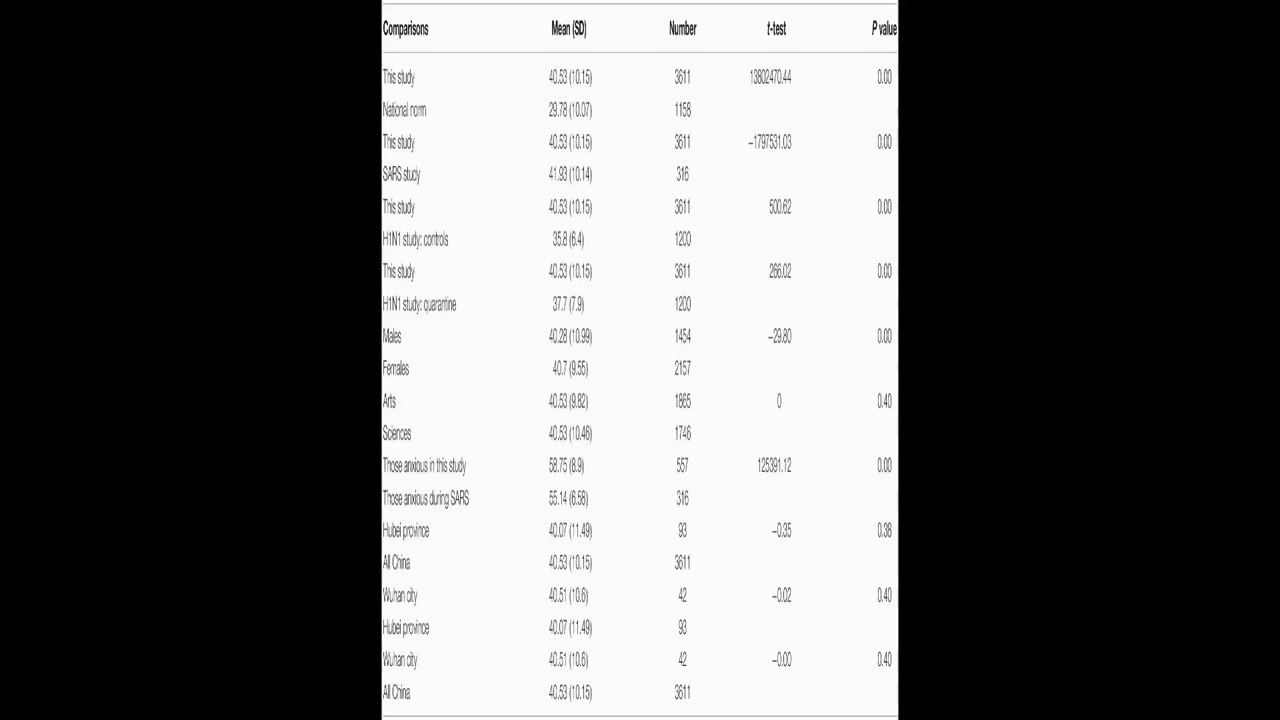 Comparisons Mean (SD) Number t-test P value
This study 40.53 (10.15) 3611 13802470.44 0.00
National norm 29.78 (10.07) 1158
This study 40.53 (10.15) 3611 −1797531.03 0.00
SARS study 41.93 (10.14) 316
This study 40.53 (10.15) 3611 500.62 0.00
H1N1 study: controls 35.8 (6.4) 1200
This study 40.53 (10.15) 3611 266.02 0.00
H1N1 study: quarantine 37.7 (7.9) 1200
Males 40.28 (10.99) 1454 −29.80 0.00
Females 40.7 (9.55) 2157
Arts 40.53 (9.82) 1865 0 0.40
Sciences 40.53 (10.46) 1746
Those anxious in this study 58.75 (8.9) 557 125391.12 0.00
Those anxious during SARS 55.14 (6.58) 316
Hubei province 40.07 (11.49) 93 −0.35 0.38
All China 40.53 (10.15) 3611
Wuhan city 40.51 (10.6) 42 −0.02 0.40
Hubei province 40.07 (11.49) 93
Wuhan city 40.51 (10.6) 42 −0.00 0.40
All China 40.53 (10.15) 3611